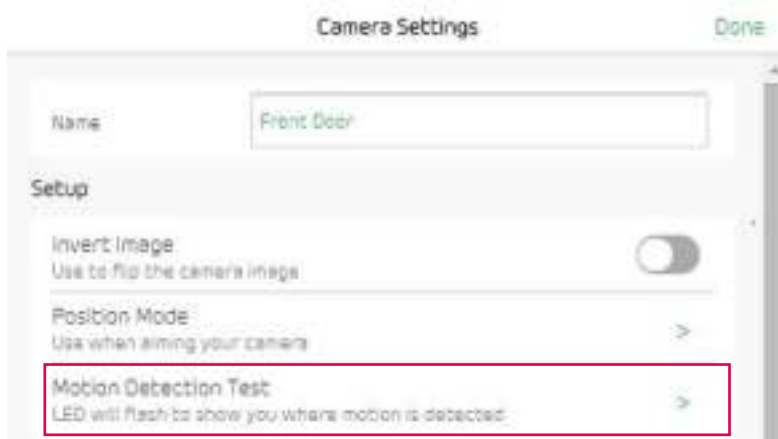 Camera Settings
Done
Name
Front Door
Setup
Invert Image
Use to flip the camera image
Position Mode
Use when aiming your camera
>
Motion Detection Test
LED will flash to show you where motion is detected
>